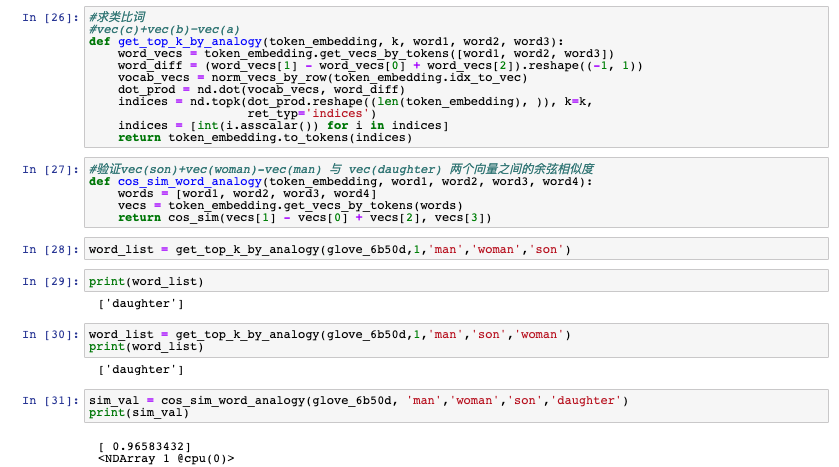 In [26]: #求类比词
#vec(c)+vec(b)-vec(a)
def get_top_k_by_analogy(token_embedding, k, word1, word2, word3):
    word_vecs = token_embedding.get_vecs_by_tokens([word1, word2, word3])
    word_diff = (word_vecs[1] - word_vecs[0] + word_vecs[2]).reshape((-1, 1))
    vocab_vecs = norm_vecs_by_row(token_embedding.idx_to_vec)
    dot_prod = nd.dot(vocab_vecs, word_diff)
    indices = nd.topk(dot_prod.reshape((len(token_embedding), )), k=k,
                      ret_typ='indices')
    indices = [int(i.asscalar()) for i in indices]
    return token_embedding.to_tokens(indices)
In [27]: #验证vec(son)+vec(woman)-vec(man) 与 vec(daughter) 两个向量之间的余弦相似度
def cos_sim_word_analogy(token_embedding, word1, word2, word3, word4):
    words = [word1, word2, word3, word4]
    vecs = token_embedding.get_vecs_by_tokens(words)
    return cos_sim(vecs[1] - vecs[0] + vecs[2], vecs[3])
In [28]: word_list = get_top_k_by_analogy(glove_6b50d,1,'man','woman','son')
In [29]: print(word_list)
['daughter']
In [30]: word_list = get_top_k_by_analogy(glove_6b50d,1,'man','son','woman')
print(word_list)
['daughter']
In [31]: sim_val = cos_sim_word_analogy(glove_6b50d, 'man','woman','son','daughter')
print(sim_val)
[ 0.96583432]
<NDArray 1 @cpu(0)>